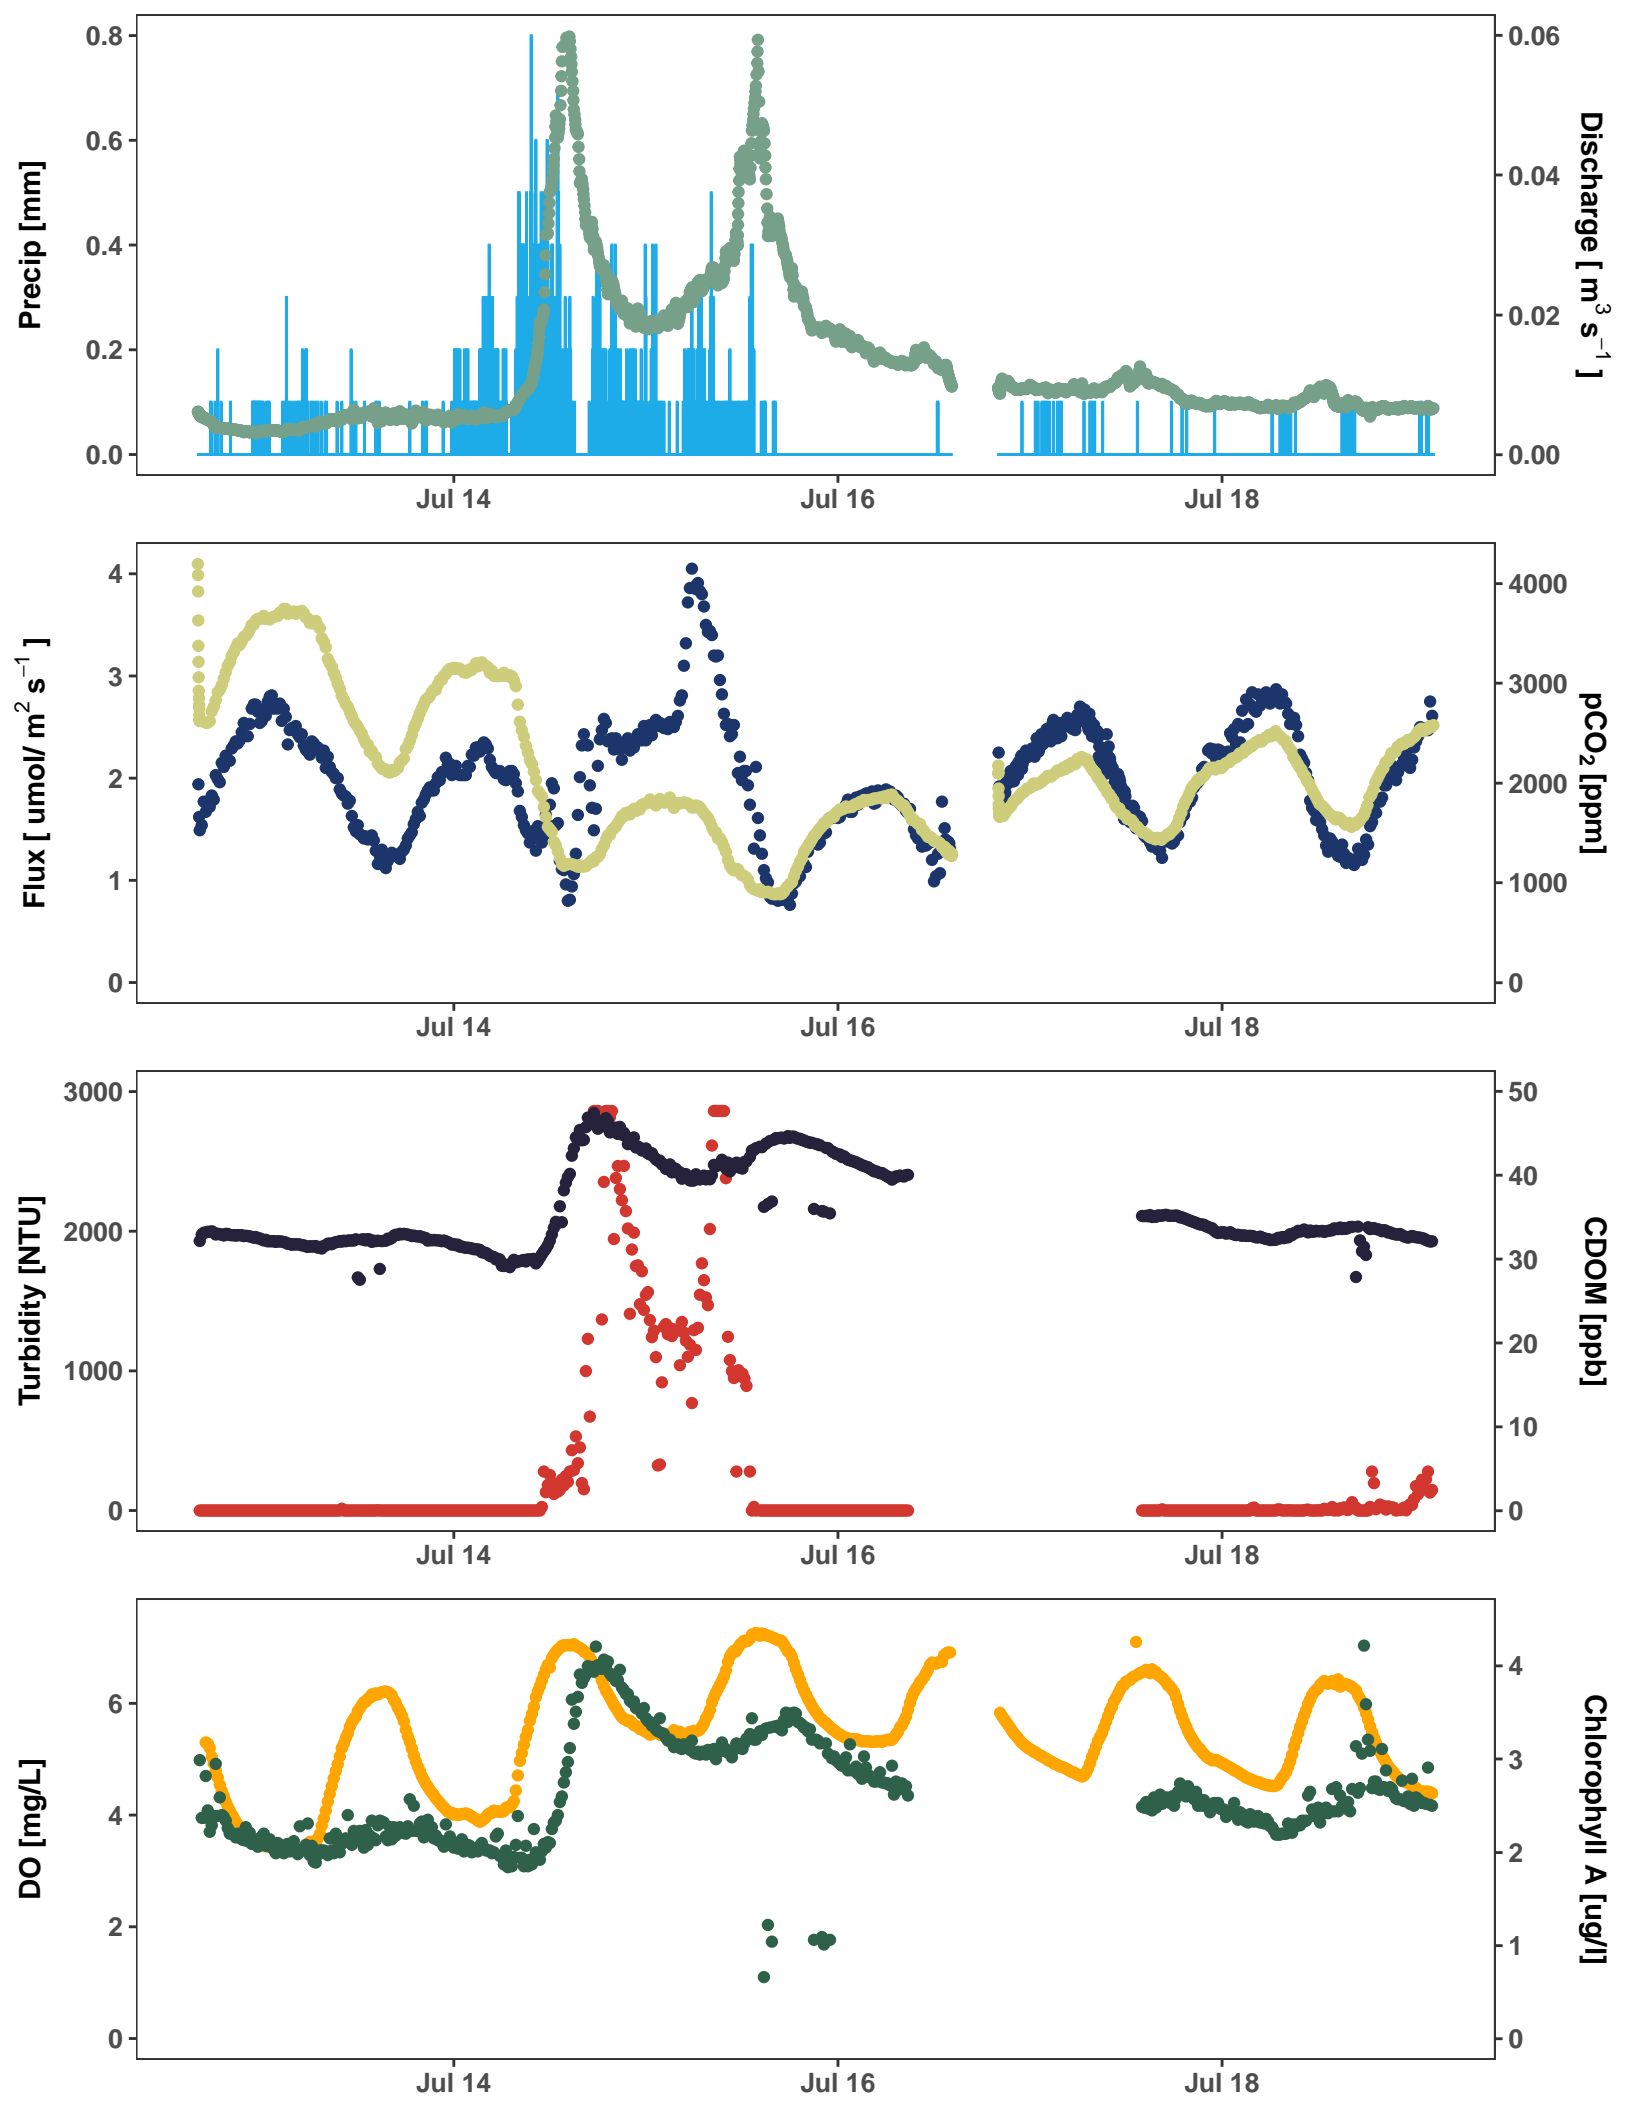 0.8
0.6
0.4
0.2
0.0
Precip [mm]
0.06
0.04
0.02
0.00
Discharge [ m³ s⁻¹ ]
Jul 14
Jul 16
Jul 18
4
3
2
1
0
Flux [ umol/ m² s⁻¹ ]
4000
3000
2000
1000
0
pCO₂ [ppm]
Jul 14
Jul 16
Jul 18
3000
2000
1000
0
Turbidity [NTU]
50
40
30
20
10
0
CDOM [ppb]
Jul 14
Jul 16
Jul 18
6
4
2
0
DO [mg/L]
4
3
2
1
0
Chlorophyll A [ug/l]
Jul 14
Jul 16
Jul 18